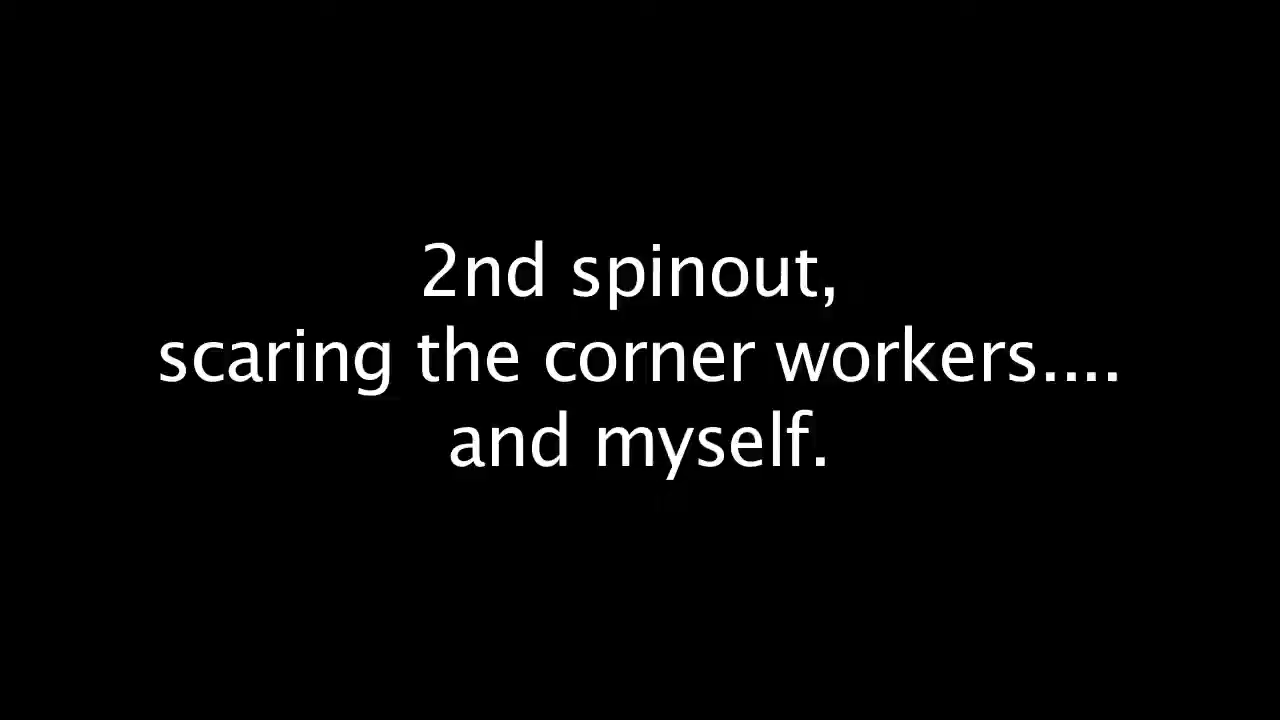 2nd spinout,
scaring the corner workers....
and myself.